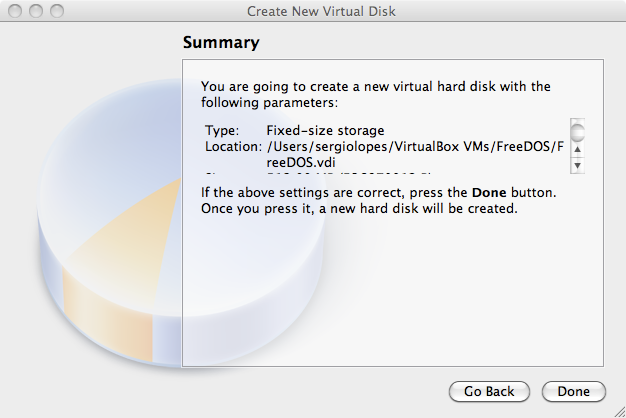 Create New Virtual Disk
Summary
You are going to create a new virtual hard disk with the
following parameters:
Type: Fixed-size storage
Location: /Users/sergiolopes/VirtualBox VMs/FreeDOS/F
reeDOS.vdi
If the above settings are correct, press the Done button.
Once you press it, a new hard disk will be created.
Go Back Done